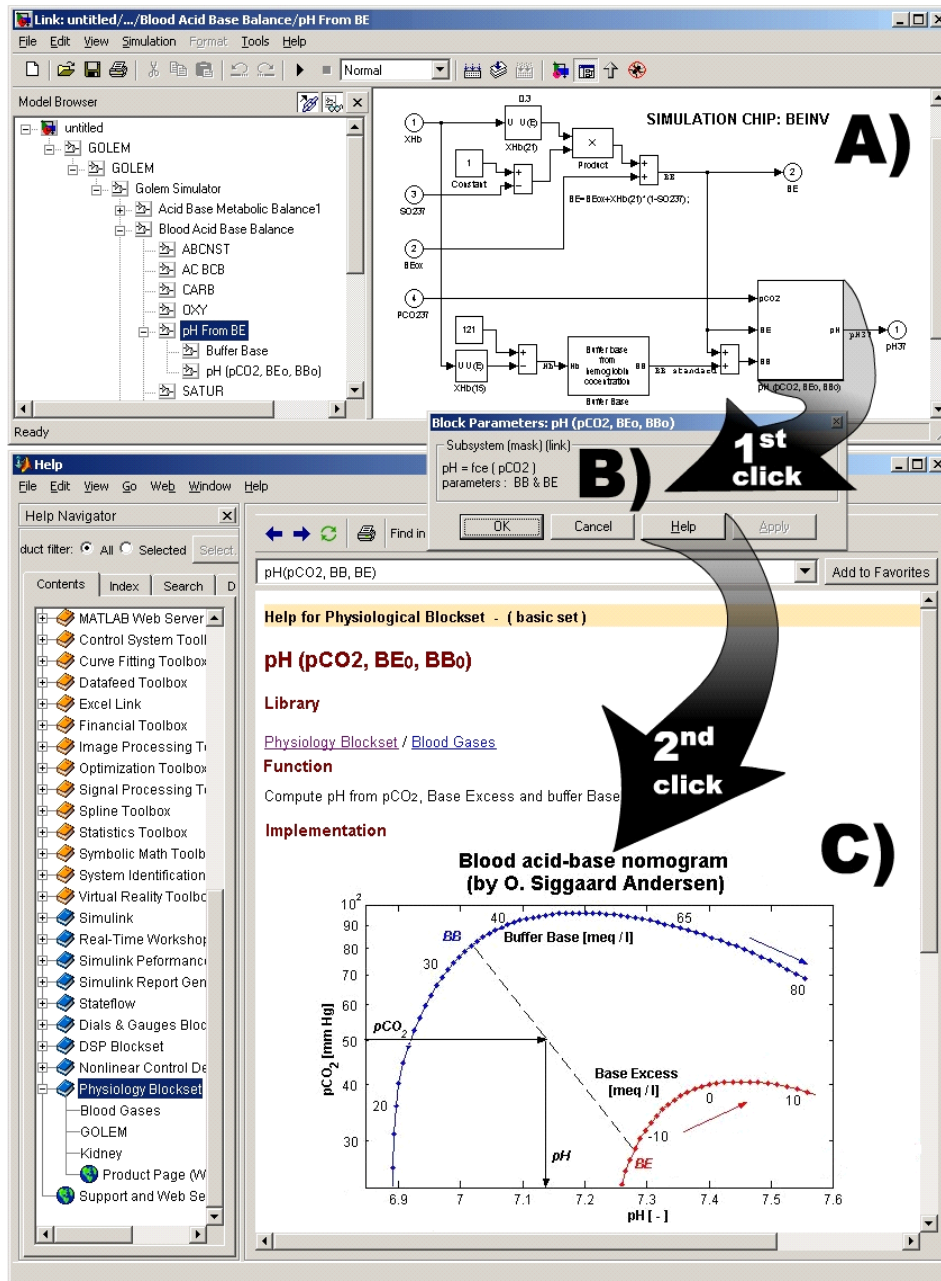 Link: untitled/.../Blood Acid Base Balance/pH From BE
File Edit View Simulation Format Tools Help
Normal
Model Browser
untitled
GOLEM
GOLEM
Golem Simulator
Acid Base Metabolic Balance1
Blood Acid Base Balance
ABCNST
AC BCB
CARB
OXY
pH From BE
Buffer Base
pH (pCO2, BEo, BBo)
SATUR
Ready
SIMULATION CHIP: BEINV
A)
1
XHb
0.3
U U(E)
XHb(21)
1
Constant
3
SO237
×
Product
BB
2
BE
BE=BEox+XHb(21)*(1-SO237);
2
BEox
4
PCO237
pCO2
BE
BB
pH
pH37
1
pH37
pH (pCO2, BEo, BBo)
121
U U(E)
XHb(15)
Hb
Hb
Buffer base
from
hemoglobin
cocentration
BB
Buffer Base
BB standard
Block Parameters: pH (pCO2, BEo, BBo)
Subsystem (mask) (link)
pH = fce ( pCO2 )
parameters : BB & BE
OK Cancel Help Apply
B)
1st
click
Help
File Edit View Go Web Window Help
Help Navigator
duct filter: All Selected Select.
Contents Index Search D
MATLAB Web Server
Control System Tooll
Curve Fitting Toolbox
Datafeed Toolbox
Excel Link
Financial Toolbox
Image Processing T
Optimization Toolbox
Signal Processing T
Spline Toolbox
Statistics Toolbox
Symbolic Math Toolb
System Identification
Virtual Reality Toolbo
Simulink
Real-Time Workshop
Simulink Peformanc
Simulink Report Gen
Stateflow
Dials & Gauges Bloc
DSP Blockset
Nonlinear Control De
Physiology Blockset
Blood Gases
GOLEM
Kidney
Product Page (W
Support and Web Se
Find in
pH(pCO2, BB, BE)
Add to Favorites
Help for Physiological Blockset - ( basic set )
pH (pCO2, BE0, BB0)
Library
Physiology Blockset / Blood Gases
Function
Compute pH from pCO2, Base Excess and buffer Base
Implementation
2nd
click
C)
Blood acid-base nomogram
(by O. Siggaard Andersen)
10²
90
80
70
60
50
40
30
pCO2 [mm Hg]
BB
40
Buffer Base [meq / l]
65
80
30
20
pCO2
pH
Base Excess
[meq / l]
0
10
-10
BE
6.9 7 7.1 7.2 7.3 7.4 7.5 7.6
pH [ - ]